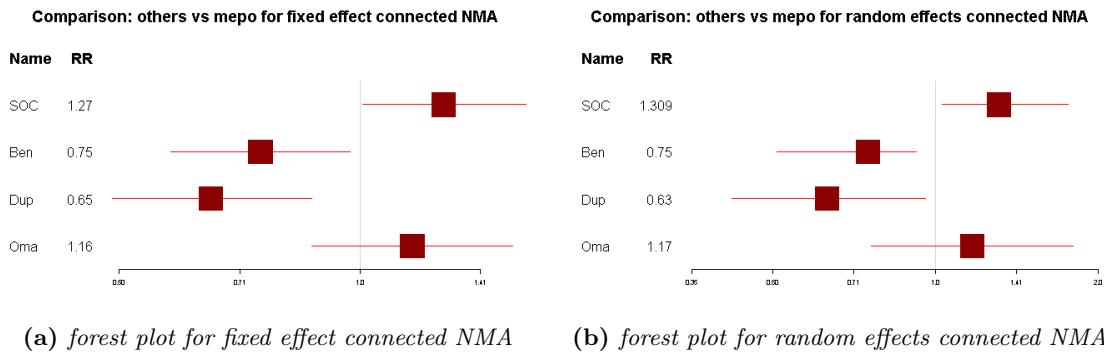 Comparison: others vs mepo for fixed effect connected NMA
Name RR
SOC 1.27
Ben 0.75
Dup 0.65
Oma 1.16
0.50 0.71 1.0 1.41
(a) forest plot for fixed effect connected NMA
Comparison: others vs mepo for random effects connected NMA
Name RR
SOC 1.309
Ben 0.75
Dup 0.63
Oma 1.17
0.35 0.50 0.71 1.0 1.41 2.0
(b) forest plot for random effects connected NMA